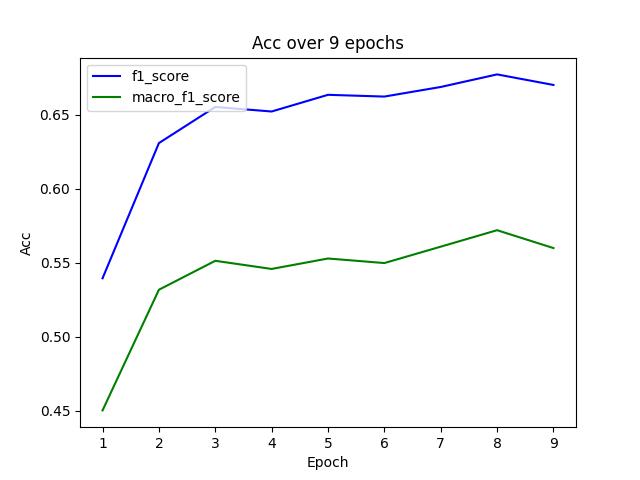 Acc over 9 epochs
f1_score
macro_f1_score
0.65
0.60
0.55
0.50
0.45
Acc
1 2 3 4 5 6 7 8 9
Epoch